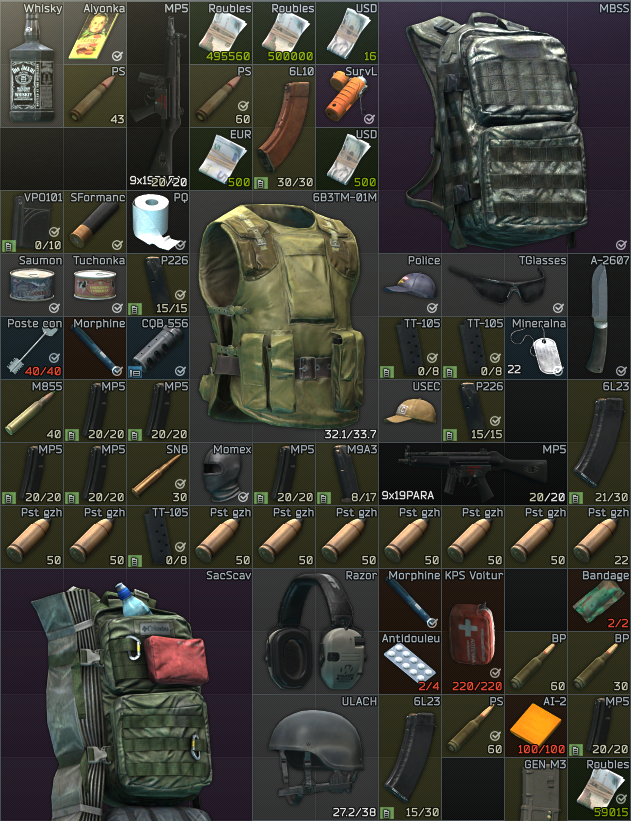 Whisky Alyonka MP5 Roubles Roubles USD MBSS
495560 500000 16
PS PS 6L10 SurvL
43 60
EUR USD
9x19 20/20 500 30/30 500
VPO101 SFormanc PQ 6B3TM-01M
0/10
Saumon Tuchonka P226 Police TGlasses A-2607
15/15
Poste con Morphine CQB 556 TT-105 TT-105 Mineralna
40/40 0/8 0/8 22
M855 MP5 MP5 USEC P226 6L23
40 20/20 20/20 32.1/33.7 15/15
MP5 MP5 SNB Momex MP5 M9A3 MP5
20/20 20/20 30 20/20 8/17 9x19PARA 20/20 21/30
Pst gzh Pst gzh TT-105 Pst gzh Pst gzh Pst gzh Pst gzh Pst gzh Pst gzh Pst gzh
50 50 0/8 50 50 50 50 50 50 22
SacScav Razor Morphine KPS Voitur Bandage
2/2
Antidouleu BP BP
2/4 220/220 60 30
ULACH 6L23 PS AI-2 MP5
60 100/100 20/20
GEN M3 Roubles
27.2/38 15/30 59015